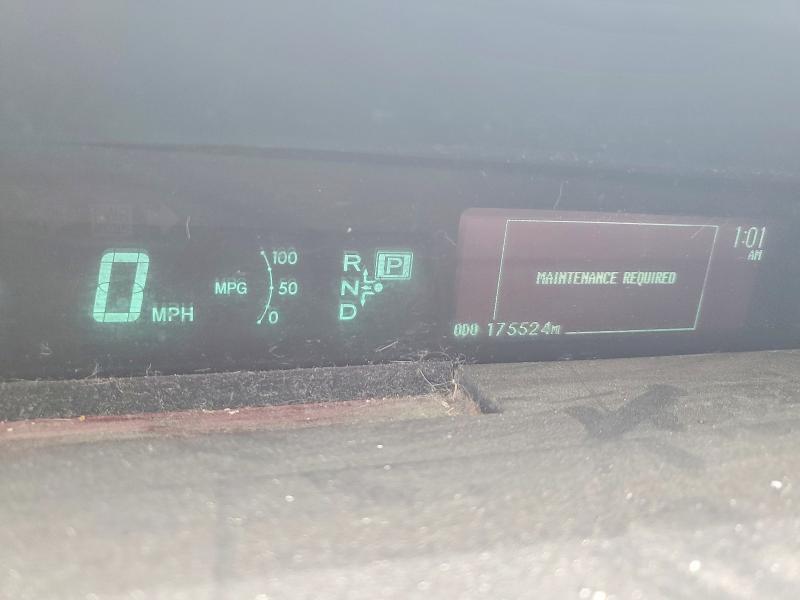 0 MPH
MPG
100
50
0
R
N
D
P
1:01
AM
MAINTENANCE REQUIRED
ODO 175524MI